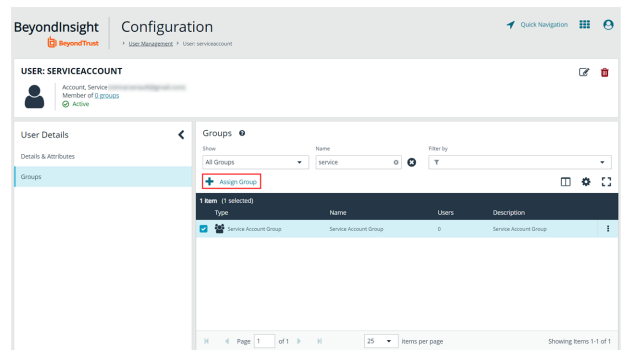 BeyondInsight
BeyondTrust
Configuration
User Management
User: serviceaccount
Quick Navigation
USER: SERVICEACCOUNT
Account, Service
Member of 0 groups
Active
User Details
Details & Attributes
Groups
Groups
Show
Name
Filter by
All Groups
service
Assign Group
1 item (1 selected)
Type Name Users Description
Service Account Group Service Account Group 0 Service Account Group
Page 1 of 1 25 items per page Showing items 1-1 of 1